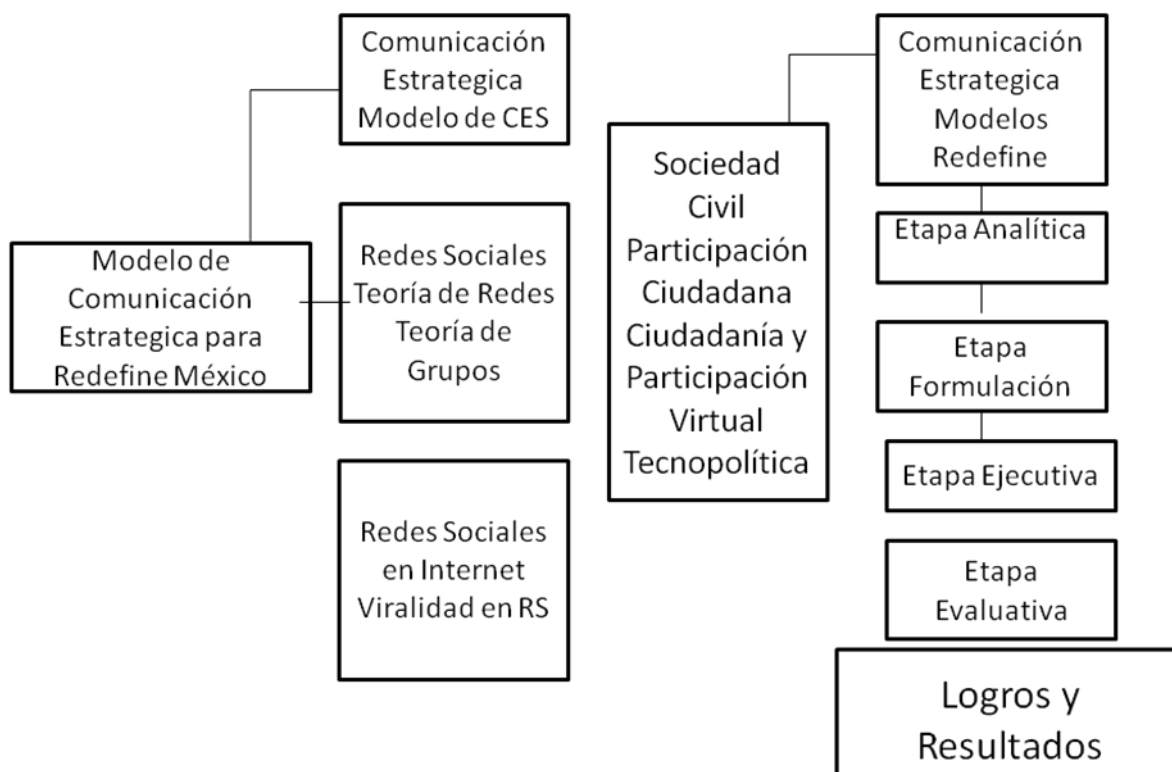 Modelo de
Comunicación
Estrategica para
Redefine México
Comunicación
Estrategica
Modelo de CES
Redes Sociales
Teoría de Redes
Teoría de
Grupos
Redes Sociales
en Internet
Viralidad en RS
Sociedad
Civil
Participación
Ciudadana
Ciudadanía y
Participación
Virtual
Tecnopolítica
Comunicación
Estrategica
Modelos
Redefine
Etapa Analítica
Etapa
Formulación
Etapa Ejecutiva
Etapa
Evaluativa
Logros y
Resultados